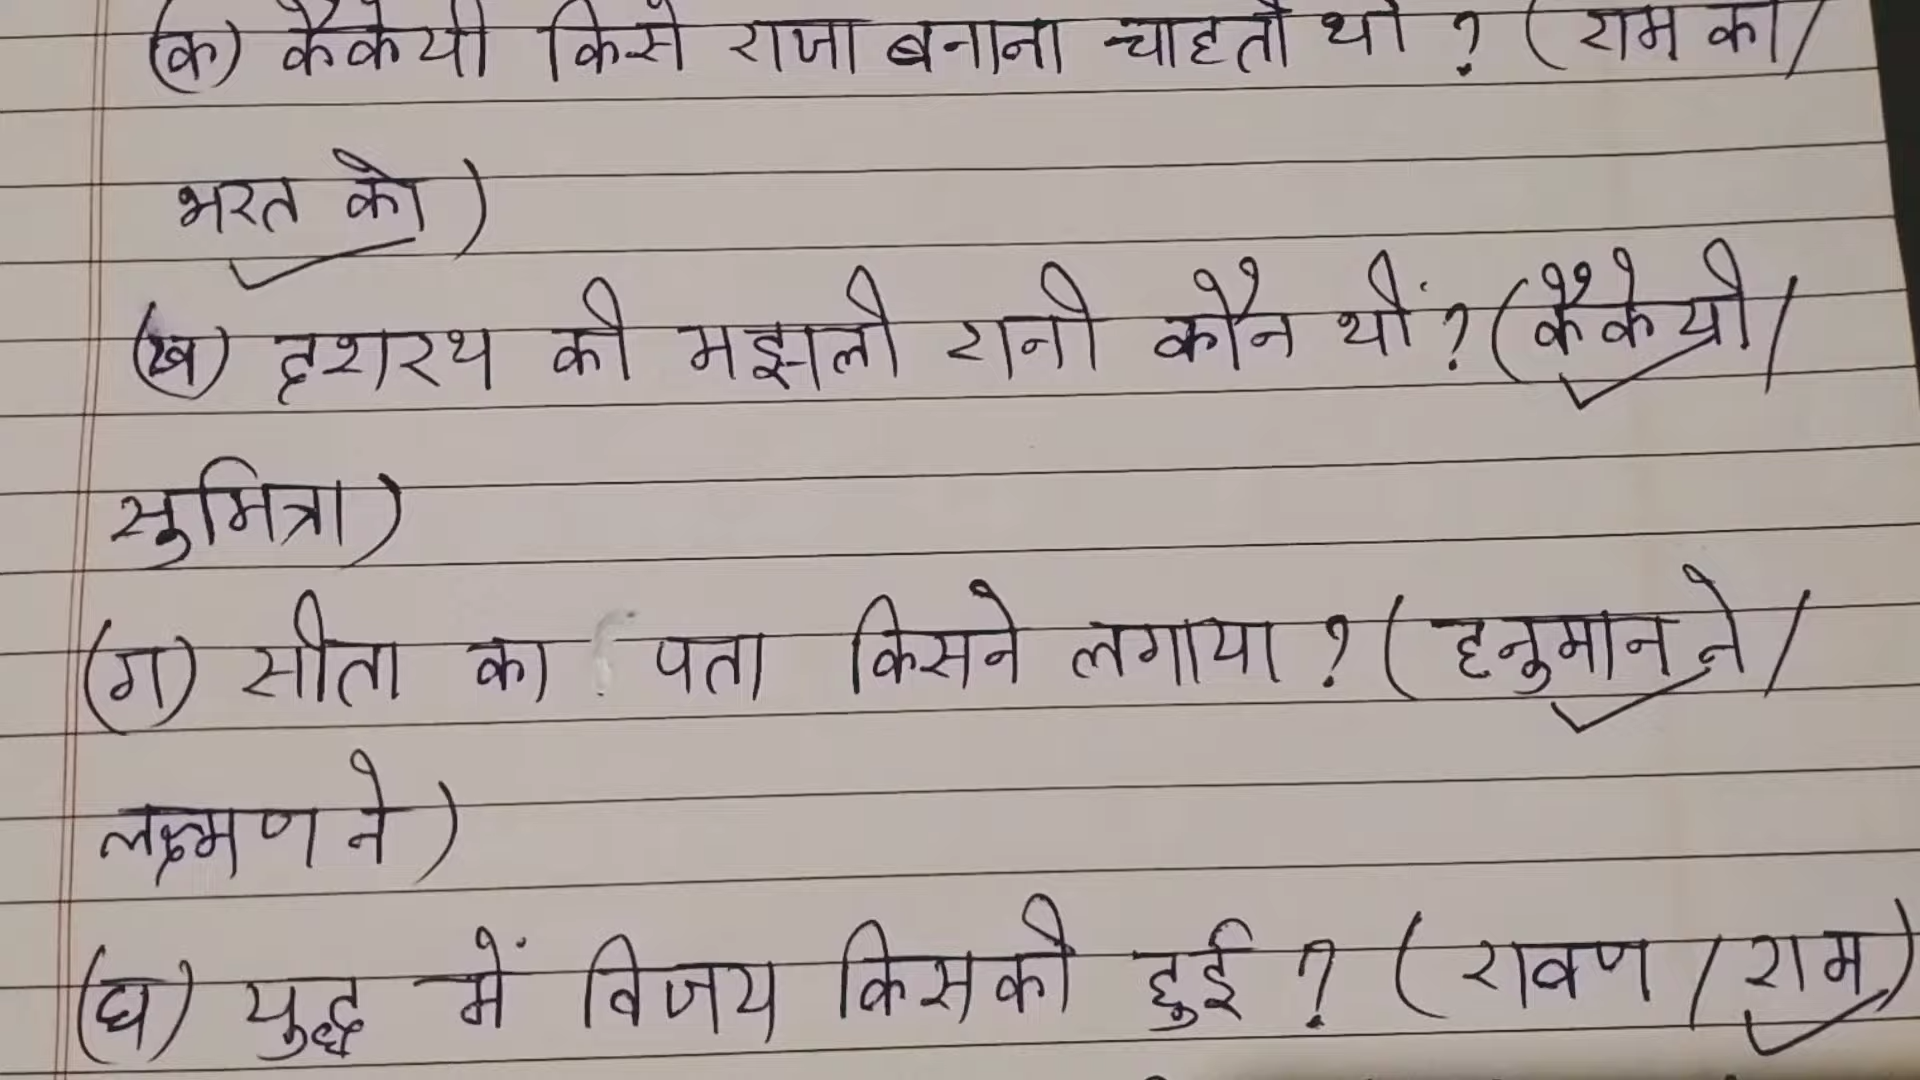 (क) कैकेयी किसे राजा बनाना चाहती थी ? (राम को /
भरत को)
(ख) दशरथ की मझली रानी कौन थीं ? (कैकेयी /
सुमित्रा)
(ग) सीता का पता किसने लगाया ? (हनुमान ने /
लक्ष्मण ने)
(घ) युद्ध में विजय किसकी हुई ? (रावण / राम)